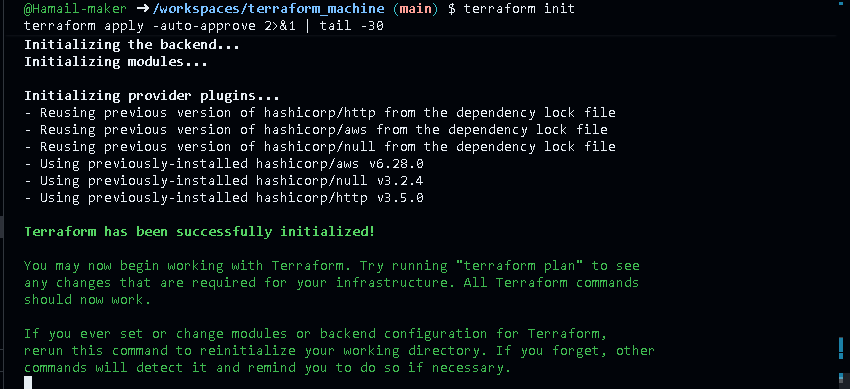 @Hamail-maker ➜/workspaces/terraform_machine (main) $ terraform init
terraform apply -auto-approve 2>&1 | tail -30
Initializing the backend...
Initializing modules...
Initializing provider plugins...
- Reusing previous version of hashicorp/http from the dependency lock file
- Reusing previous version of hashicorp/aws from the dependency lock file
- Reusing previous version of hashicorp/null from the dependency lock file
- Using previously-installed hashicorp/aws v6.28.0
- Using previously-installed hashicorp/null v3.2.4
- Using previously-installed hashicorp/http v3.5.0
Terraform has been successfully initialized!
You may now begin working with Terraform. Try running "terraform plan" to see
any changes that are required for your infrastructure. All Terraform commands
should now work.
If you ever set or change modules or backend configuration for Terraform,
rerun this command to reinitialize your working directory. If you forget, other
commands will detect it and remind you to do so if necessary.